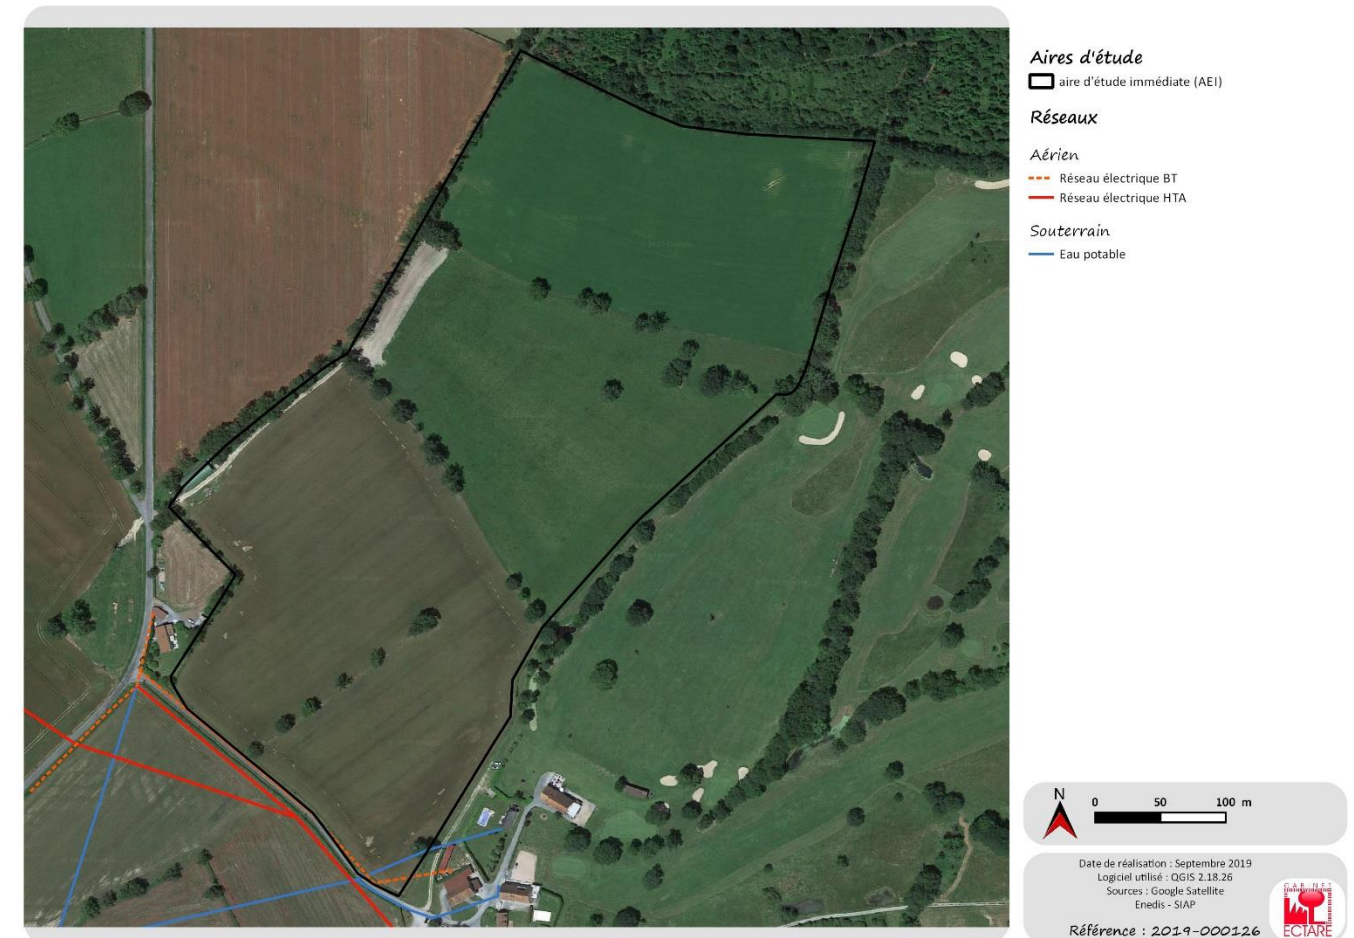 Aires d'étude
aire d'étude immédiate (AEI)
Réseaux
Aérien
Réseau électrique BT
Réseau électrique HTA
Souterrain
Eau potable
N
0 50 100 m
Date de réalisation : Septembre 2019
Logiciel utilisé : QGIS 2.18.26
Sources : Google Satellite
Enedis - SIAP
Référence : 2019-000126
CABINET
ECTARE